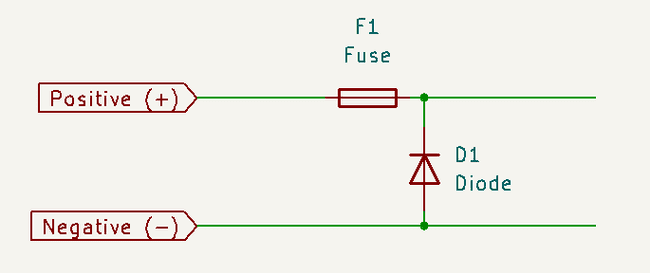 F1
Fuse
Positive (+)
D1
Diode
Negative (-)